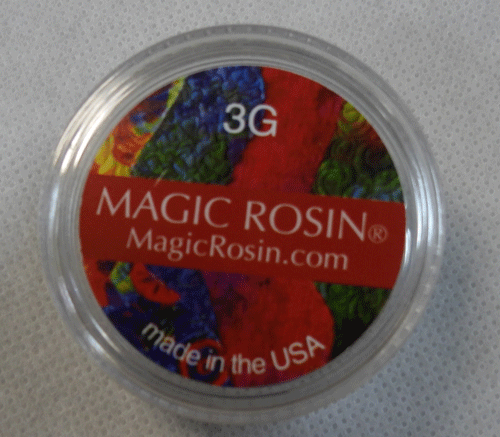 3G
MAGIC ROSIN®
MagicRosin.com
made in the USA